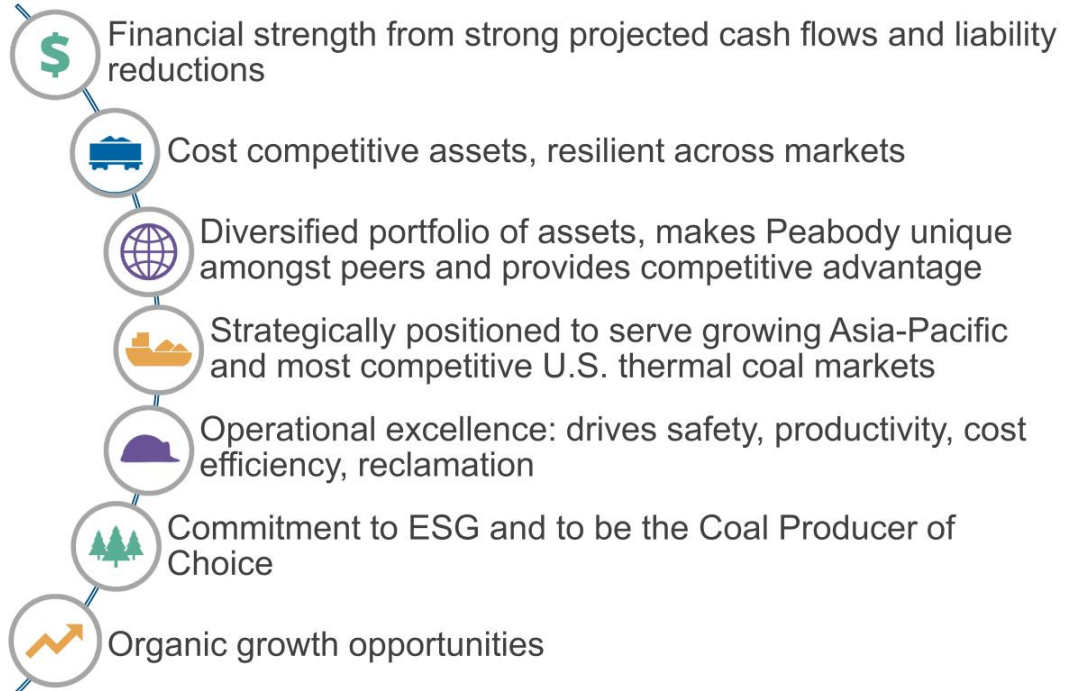 Financial strength from strong projected cash flows and liability
reductions
Cost competitive assets, resilient across markets
Diversified portfolio of assets, makes Peabody unique
amongst peers and provides competitive advantage
Strategically positioned to serve growing Asia-Pacific
and most competitive U.S. thermal coal markets
Operational excellence: drives safety, productivity, cost
efficiency, reclamation
Commitment to ESG and to be the Coal Producer of
Choice
Organic growth opportunities